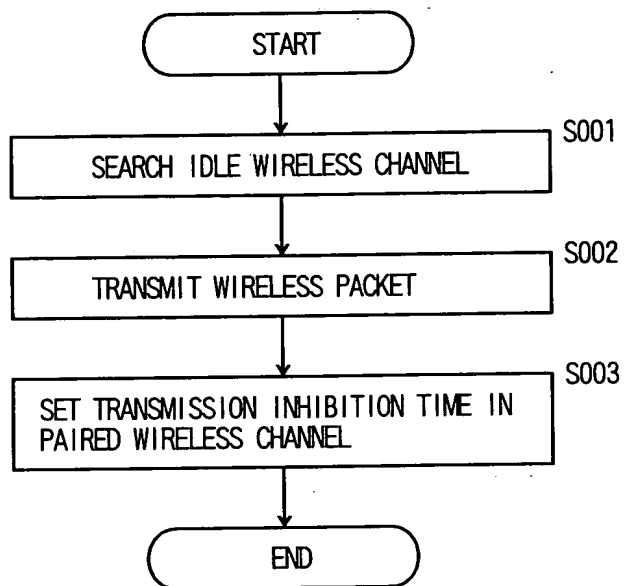 START
S001
SEARCH IDLE WIRELESS CHANNEL
S002
TRANSMIT WIRELESS PACKET
S003
SET TRANSMISSION INHIBITION TIME IN
PAIRED WIRELESS CHANNEL
END